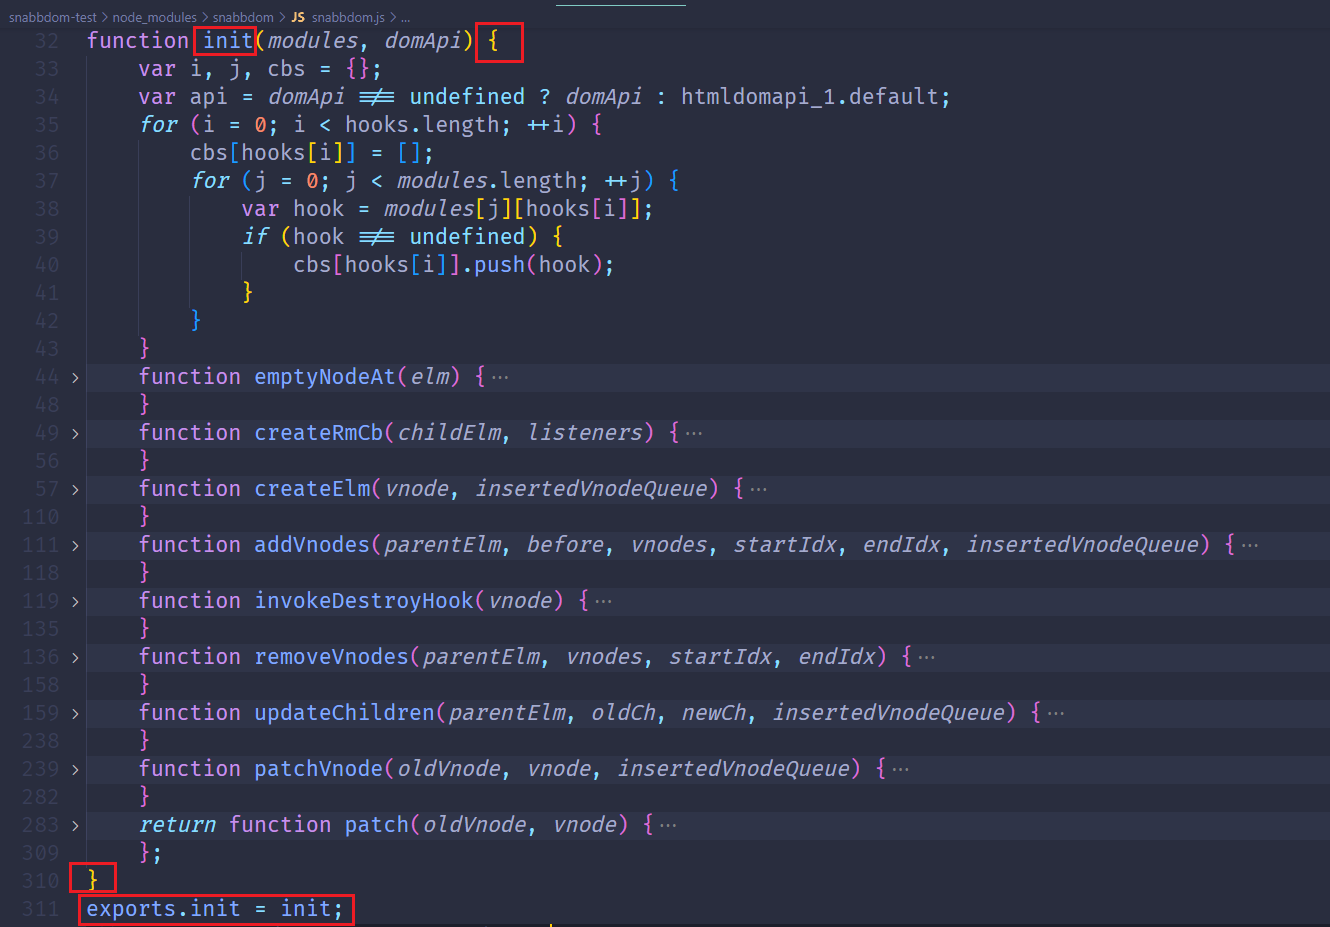 snabbdom-test > node_modules > snabbdom > JS snabbdom.js > ...
32 function init(modules, domApi) {
33 var i, j, cbs = {};
34 var api = domApi !== undefined ? domApi : htmldomapi_1.default;
35 for (i = 0; i < hooks.length; ++i) {
36 cbs[hooks[i]] = [];
37 for (j = 0; j < modules.length; ++j) {
38 var hook = modules[j][hooks[i]];
39 if (hook !== undefined) {
40 cbs[hooks[i]].push(hook);
41 }
42 }
43 }
44 > function emptyNodeAt(elm) {···
48 }
49 > function createRmCb(childElm, listeners) {···
56 }
57 > function createElm(vnode, insertedVnodeQueue) {···
110 }
111 > function addVnodes(parentElm, before, vnodes, startIdx, endIdx, insertedVnodeQueue) {···
118 }
119 > function invokeDestroyHook(vnode) {···
135 }
136 > function removeVnodes(parentElm, vnodes, startIdx, endIdx) {···
158 }
159 > function updateChildren(parentElm, oldCh, newCh, insertedVnodeQueue) {···
238 }
239 > function patchVnode(oldVnode, vnode, insertedVnodeQueue) {···
282 }
283 > return function patch(oldVnode, vnode) {···
309 };
310 }
311 exports.init = init;